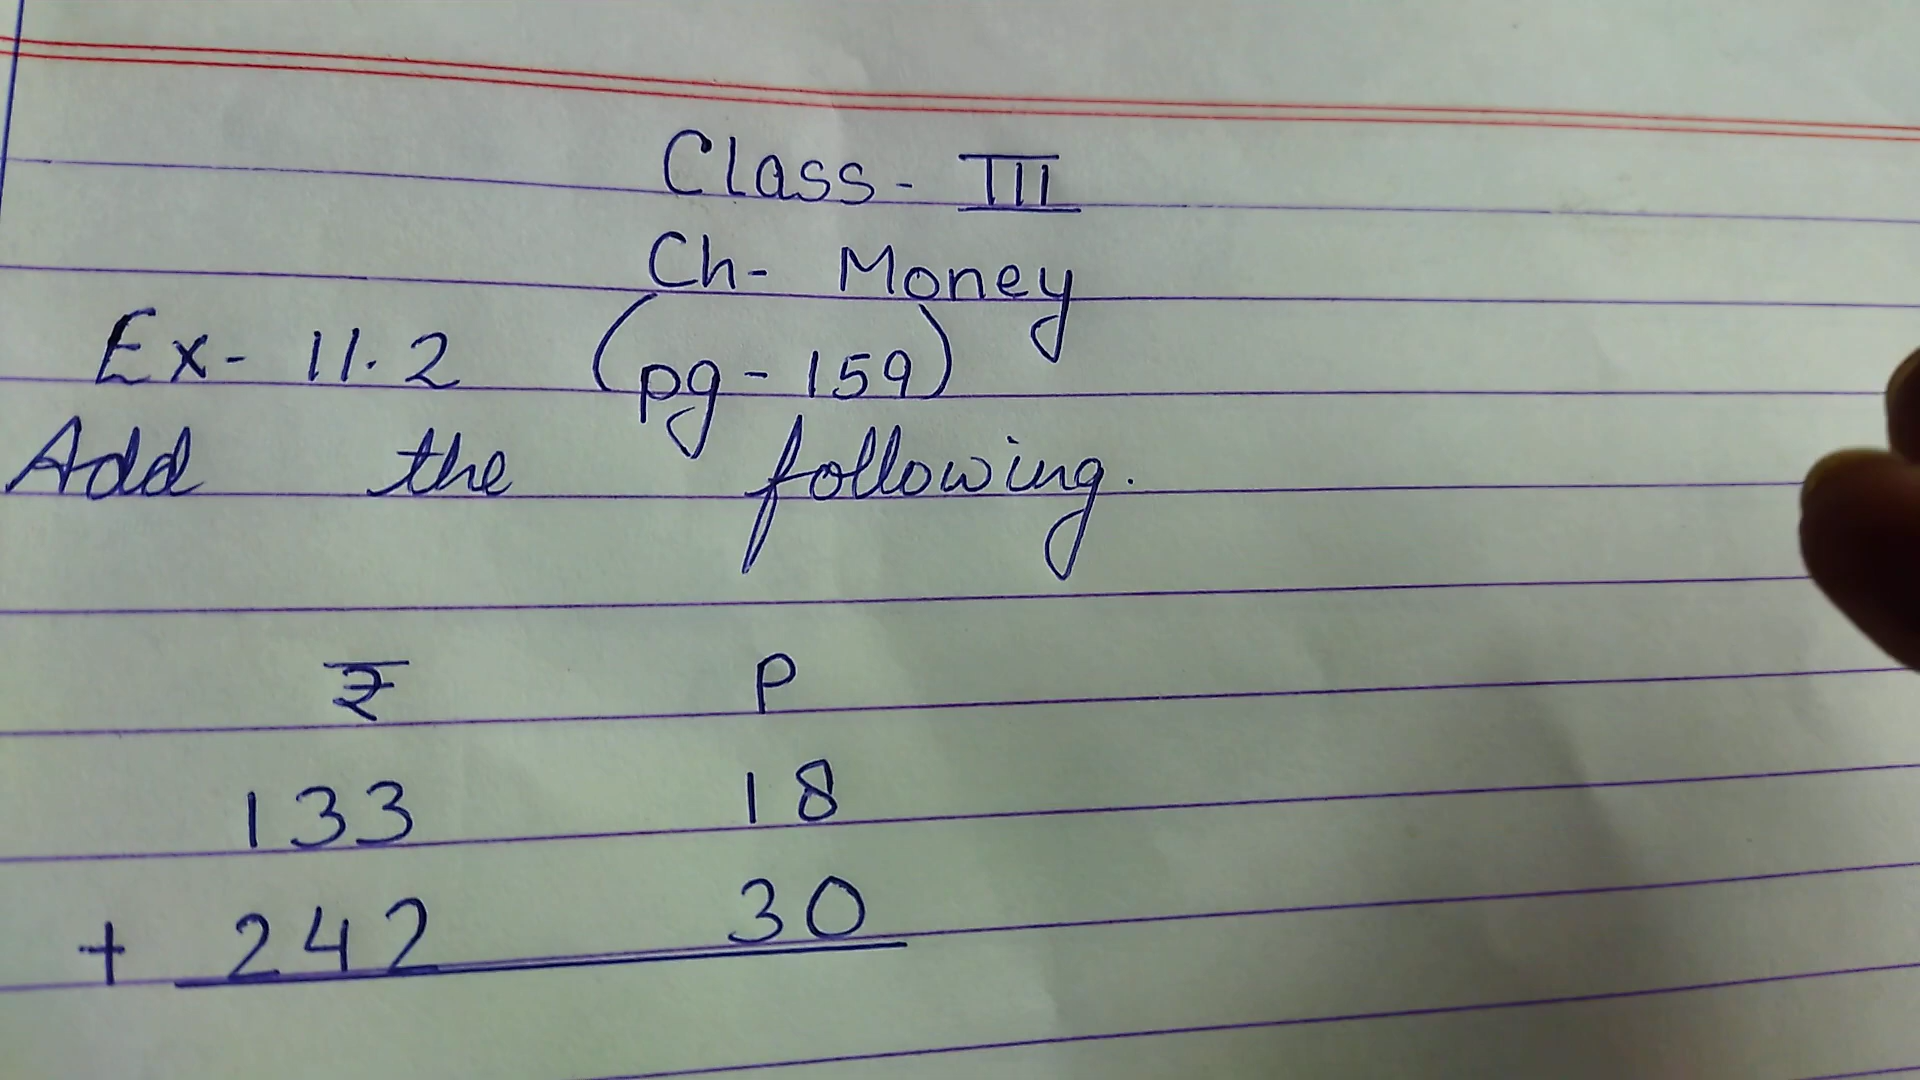 Class- III
Ch- Money
Ex- 11.2 (pg-159)
Add the following.
₹ P
133 18
+ 242 30